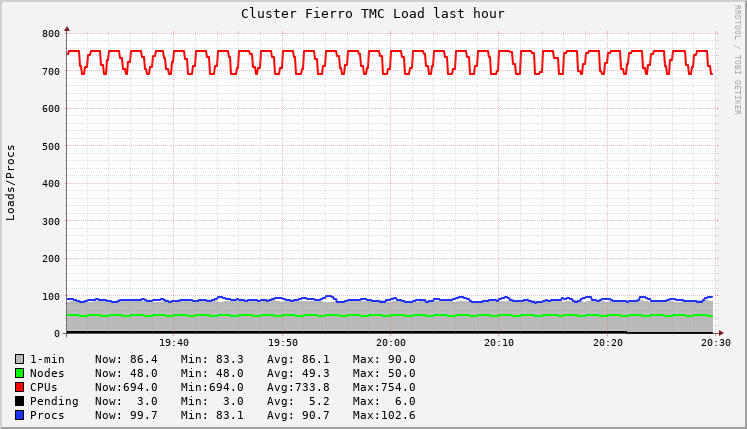 Cluster Fierro TMC Load last hour
RRDTOOL / TOBI OETIKER
Loads/Procs
800
700
600
500
400
300
200
100
0
19:40 19:50 20:00 20:10 20:20 20:30
1-min Now: 86.4 Min: 83.3 Avg: 86.1 Max: 90.0
Nodes Now: 48.0 Min: 48.0 Avg: 49.3 Max: 50.0
CPUs Now:694.0 Min:694.0 Avg:733.8 Max:754.0
Pending Now: 3.0 Min: 3.0 Avg: 5.2 Max: 6.0
Procs Now: 99.7 Min: 83.1 Avg: 90.7 Max:102.6